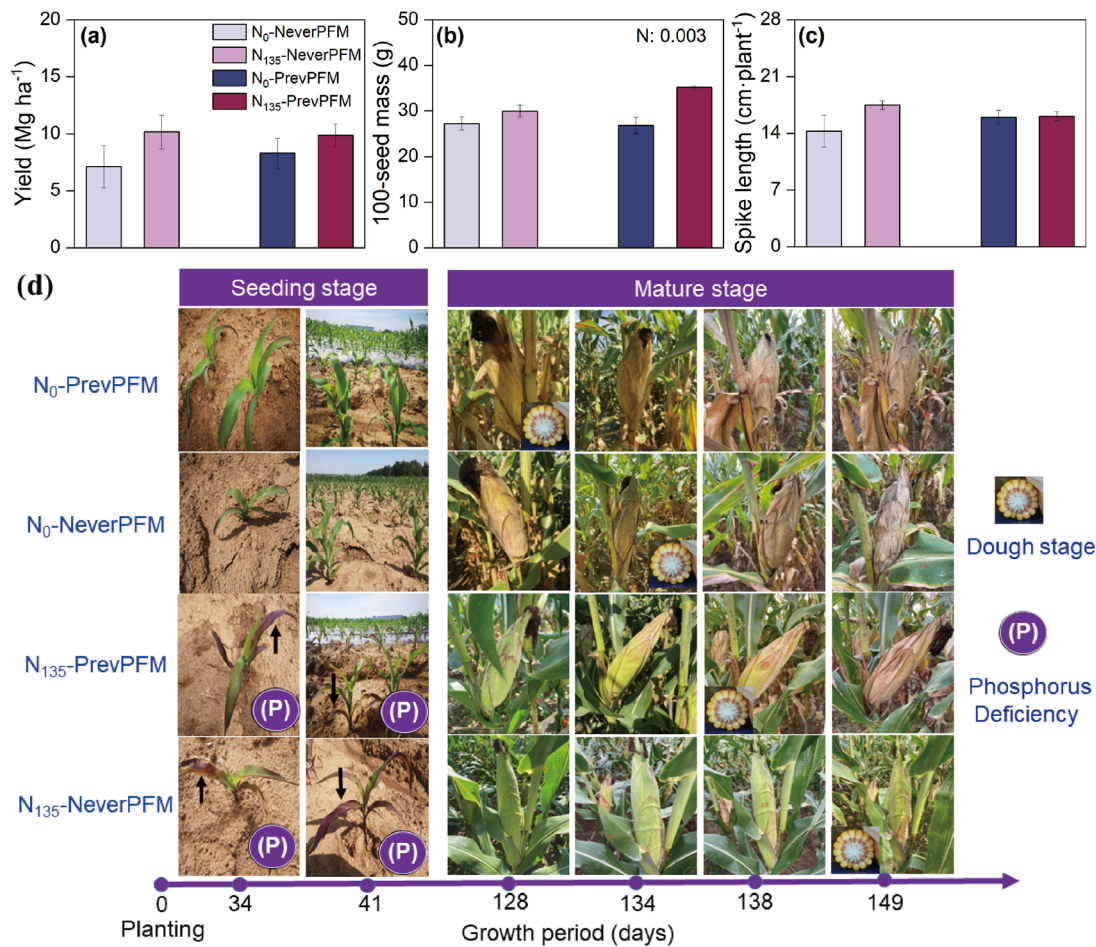 (a)
Yield (Mg ha⁻¹)
20
15
10
5
0
N₀-NeverPFM
N₁₃₅-NeverPFM
N₀-PrevPFM
N₁₃₅-PrevPFM
(b)
N: 0.003
100-seed mass (g)
50
40
30
20
10
0
(c)
Spike length (cm·plant⁻¹)
28
21
14
7
0
(d)
Seeding stage
Mature stage
N₀-PrevPFM
N₀-NeverPFM
Dough stage
N₁₃₅-PrevPFM
(P)
(P)
(P)
Phosphorus
Deficiency
N₁₃₅-NeverPFM
(P)
(P)
0
34
41
128
134
138
149
Planting
Growth period (days)